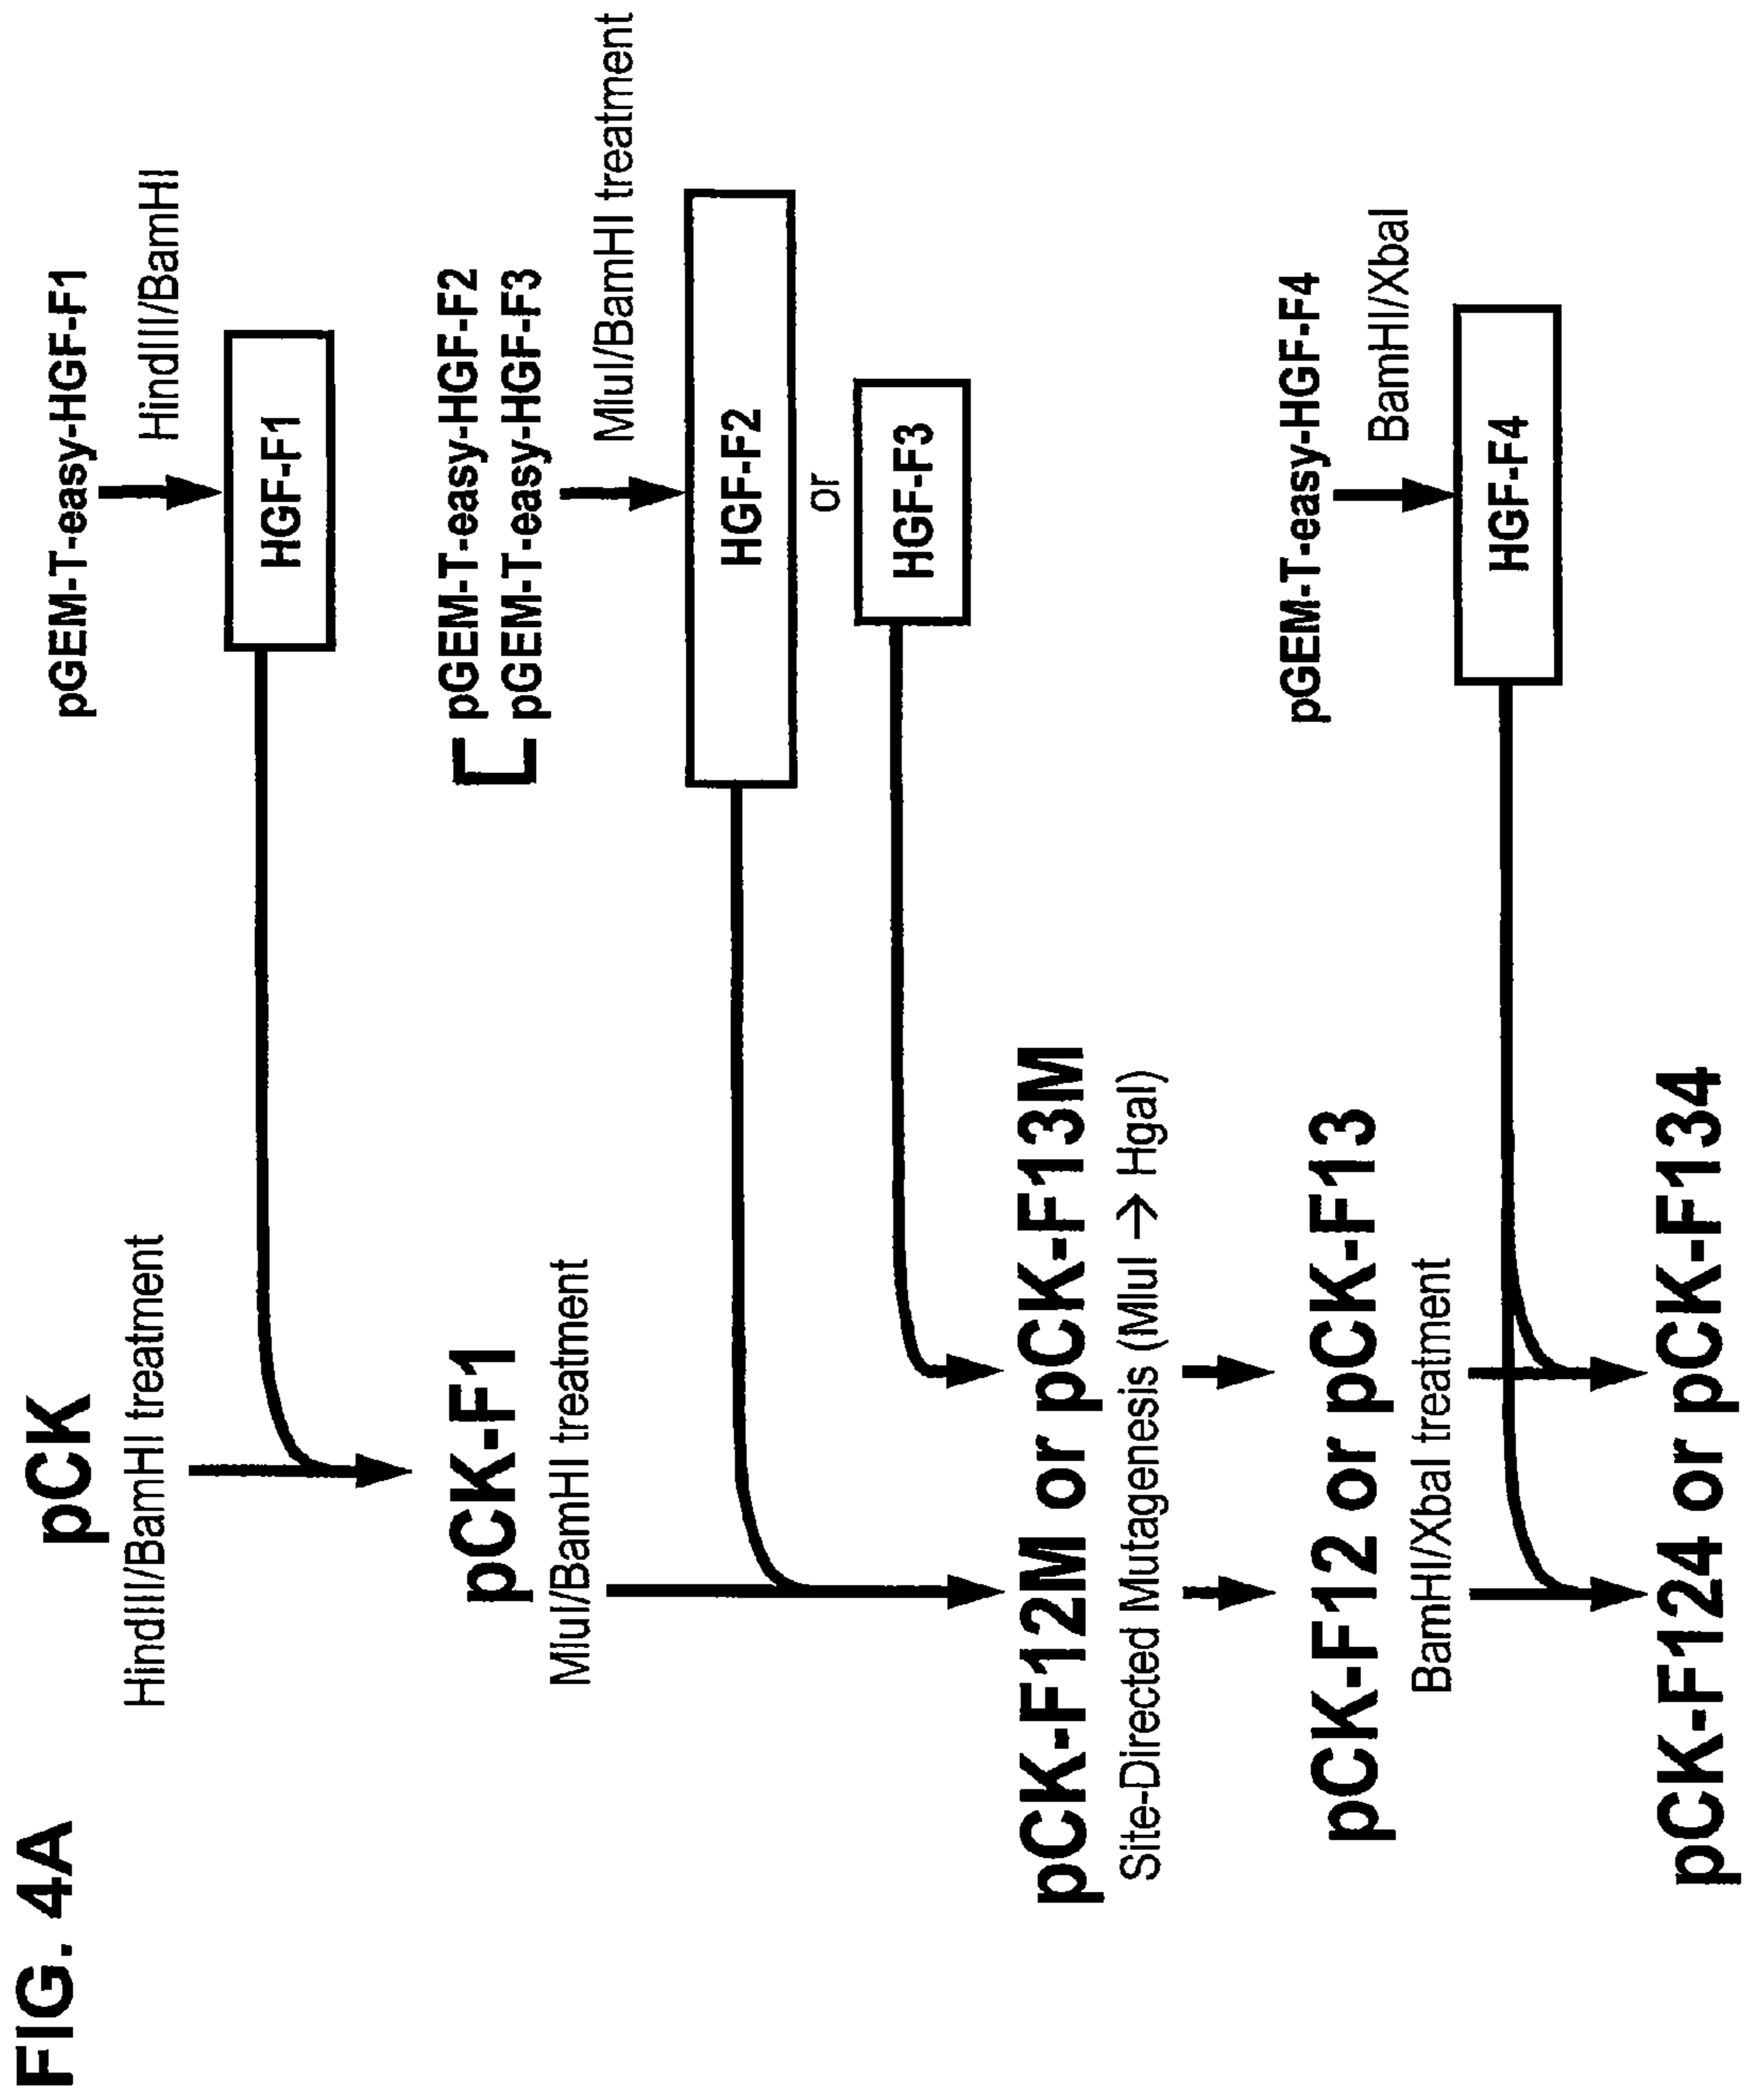 FIG. 4A
pCK
HindIII/BamHI treatment
pGEM-T-easy-HGF-F1
HindIII/BamHI
HGF-F1
pCK-F1
MluI/BamHI treatment
pGEM-T-easy-HGF-F2
pGEM-T-easy-HGF-F3
MluI/BamHI treatment
HGF-F2
or
HGF-F3
pCK-F12M or pCK-F13M
Site-Directed Mutagenesis (MluI → HgaI)
pCK-F12 or pCK-F13
BamHI/XbaI treatment
pGEM-T-easy-HGF-F4
BamHI/XbaI
HGF-F4
pCK-F124 or pCK-F134